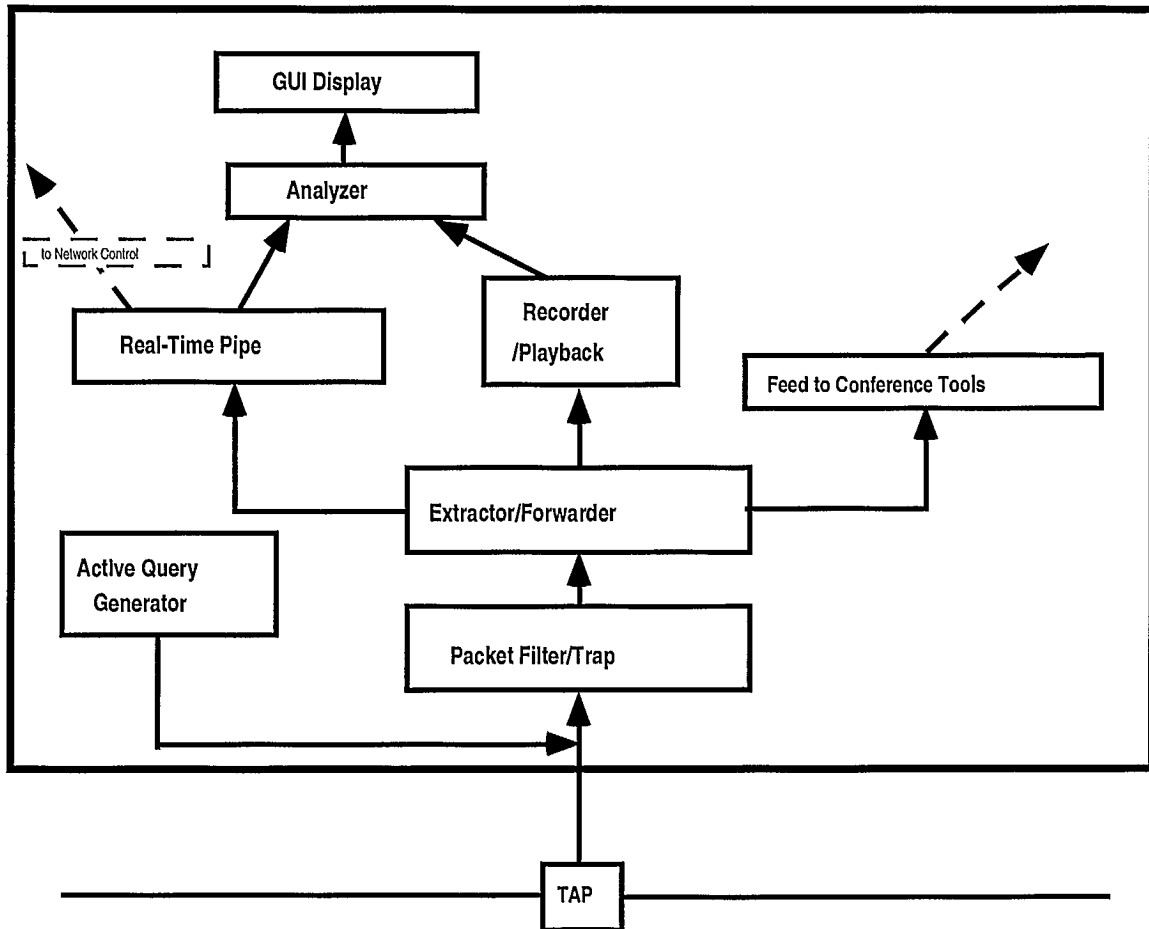 GUI Display
Analyzer
to Network Control
Recorder
/Playback
Real-Time Pipe
Feed to Conference Tools
Extractor/Forwarder
Active Query
Generator
Packet Filter/Trap
TAP